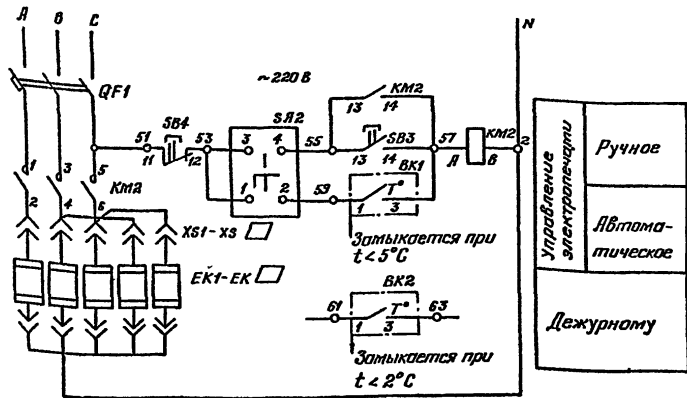 A B C N
QF1
~220 В
SB4
51 11 12 53
SA2
3 4 55
1 2 59
KM2
13 14
SB3
13 14
57 A KM2 B 2
BK1
T°
1 3
Замыкается при
t<5°C
1 3 5
KM2
2 4 6
XS1-XS
EK1-EK
BK2
61 63
T°
1 3
Замыкается при
t<2°C
Управление
электропечами
Ручное
Автома-
тическое
Дежурному